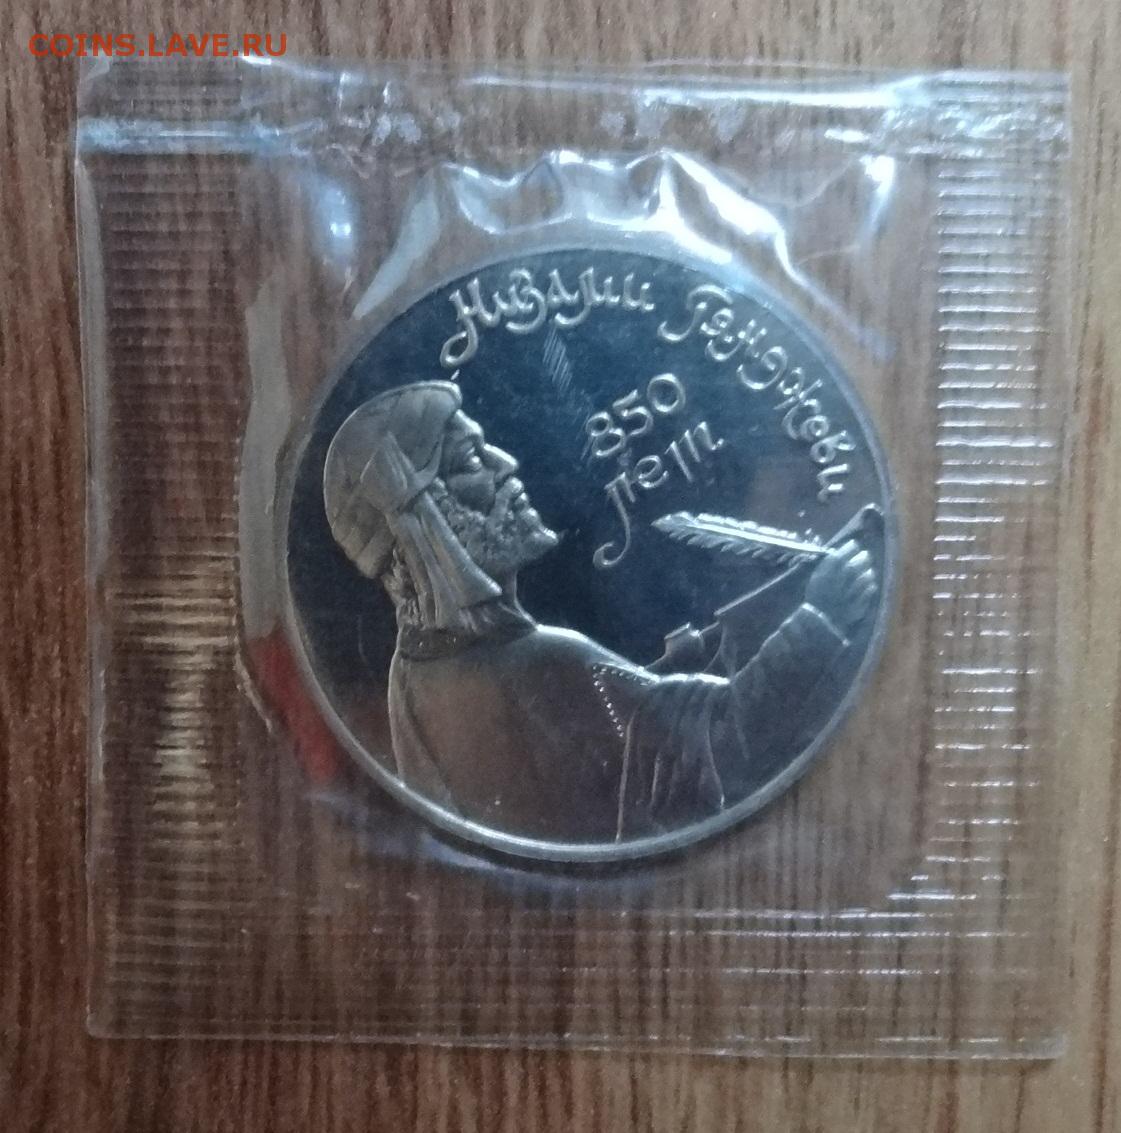 COINS.LAVE.RU
Низами Гянджеви
850
лет